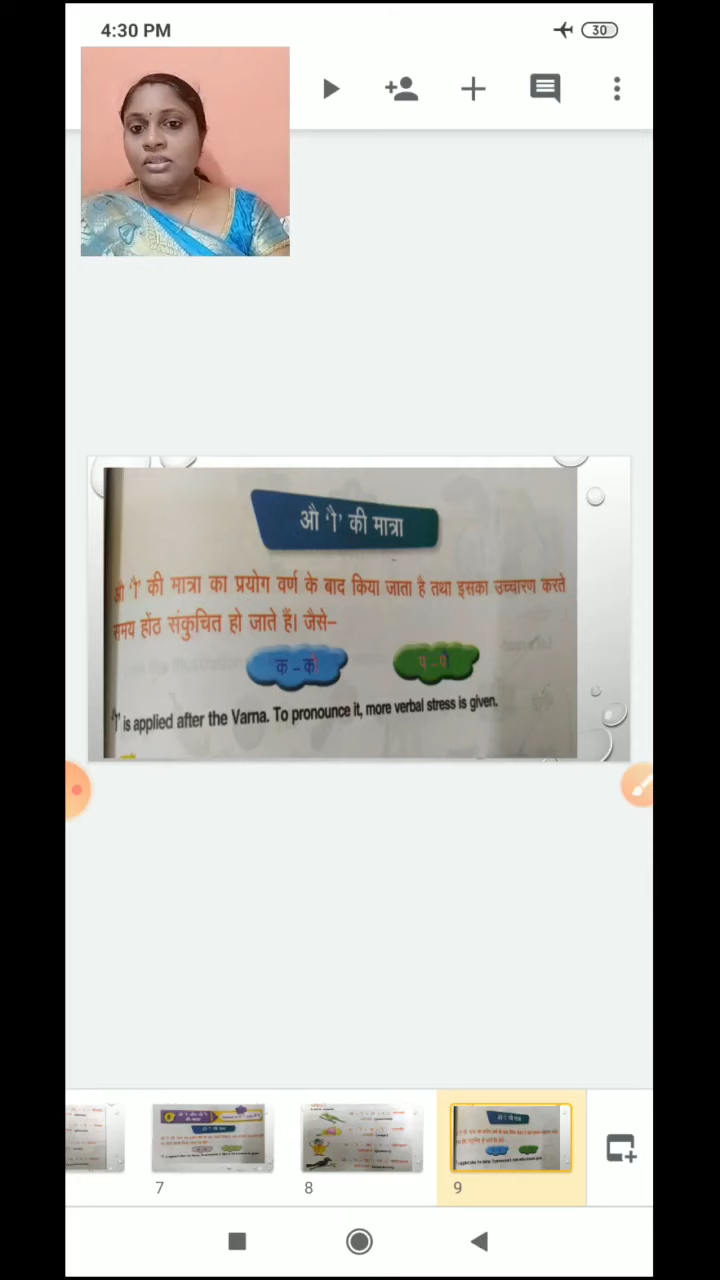 4:30 PM
30
औ 'ौ' की मात्रा
औ 'ौ' की मात्रा का प्रयोग वर्ण के बाद किया जाता है तथा इसका उच्चारण करते
समय होंठ संकुचित हो जाते हैं। जैसे–
क – कौ
प – पौ
'ौ' is applied after the Varna. To pronounce it, more verbal stress is given.
7
8
9